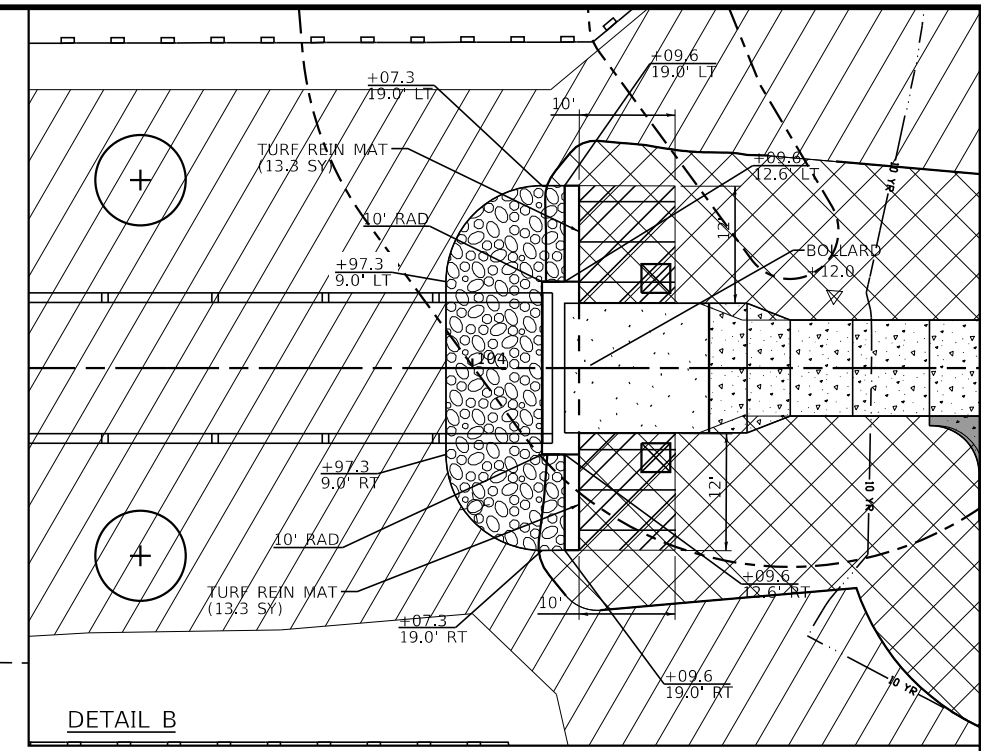 +09.6
19.0' LT
+07.3
19.0' LT
10'
TURF REIN MAT
(13.3 SY)
+09.6
12.6' LT
10 YR
10' RAD
12'
BOLLARD
+12.0
+97.3
9.0' LT
104
+97.3
9.0' RT
12'
10 YR
10' RAD
+09.6
12.6' RT
TURF REIN MAT
(13.3 SY)
10'
+07.3
19.0' RT
+09.6
19.0' RT
10 YR
DETAIL B